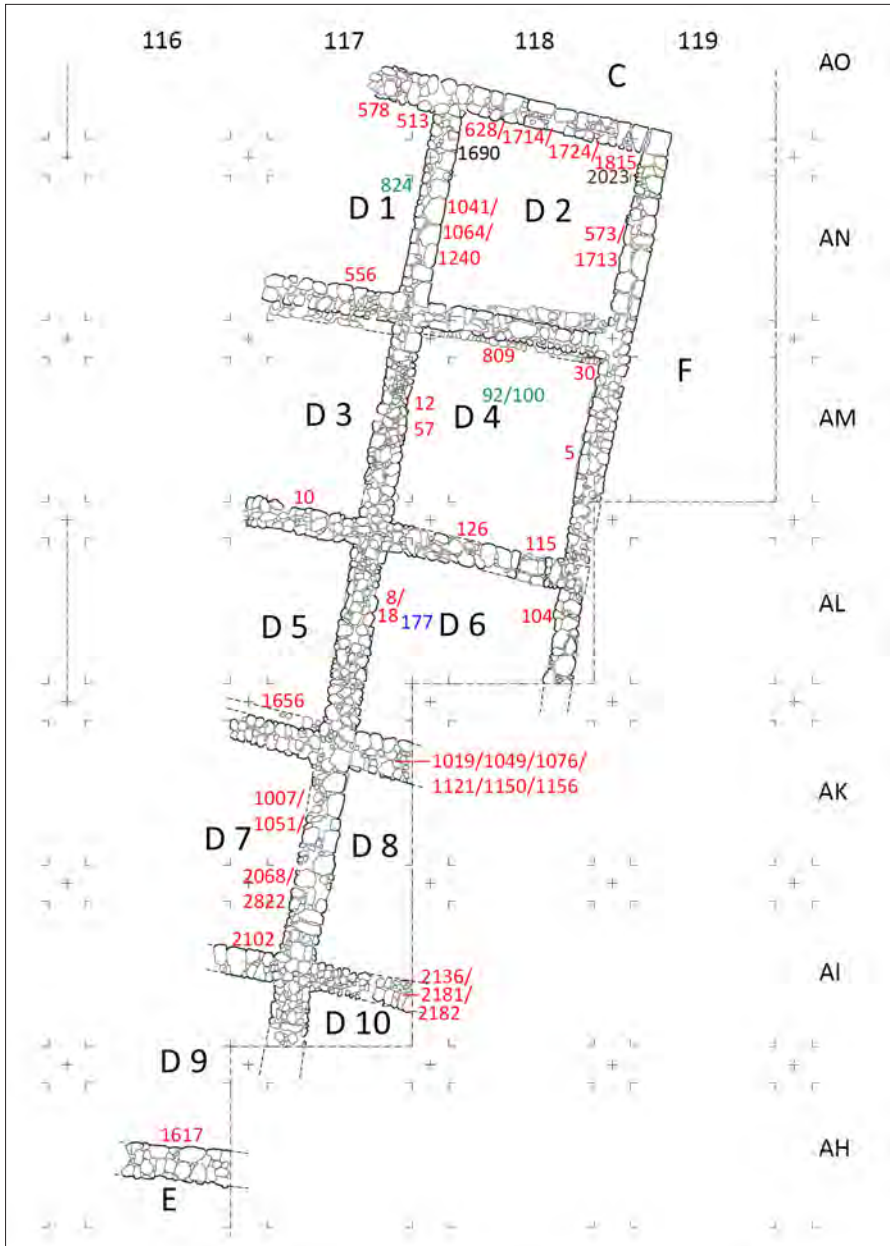 116 117 118 119
AO
C
578 513 628/ 1714/ 1724/ 1815
1690 2023
824
D 1 D 2
1041/
1064/
1240
573/
1713
AN
556
809
30
F
92/100
D 3 D 4
12
57
5
AM
10
126 115
8/
18 177
D 5 D 6
104
AL
1656
1019/1049/1076/
1121/1150/1156
AK
1007/
1051/
D 7 D 8
2068/
2822
2102
2136/
2181/
2182
AI
D 10
D 9
1617
AH
E